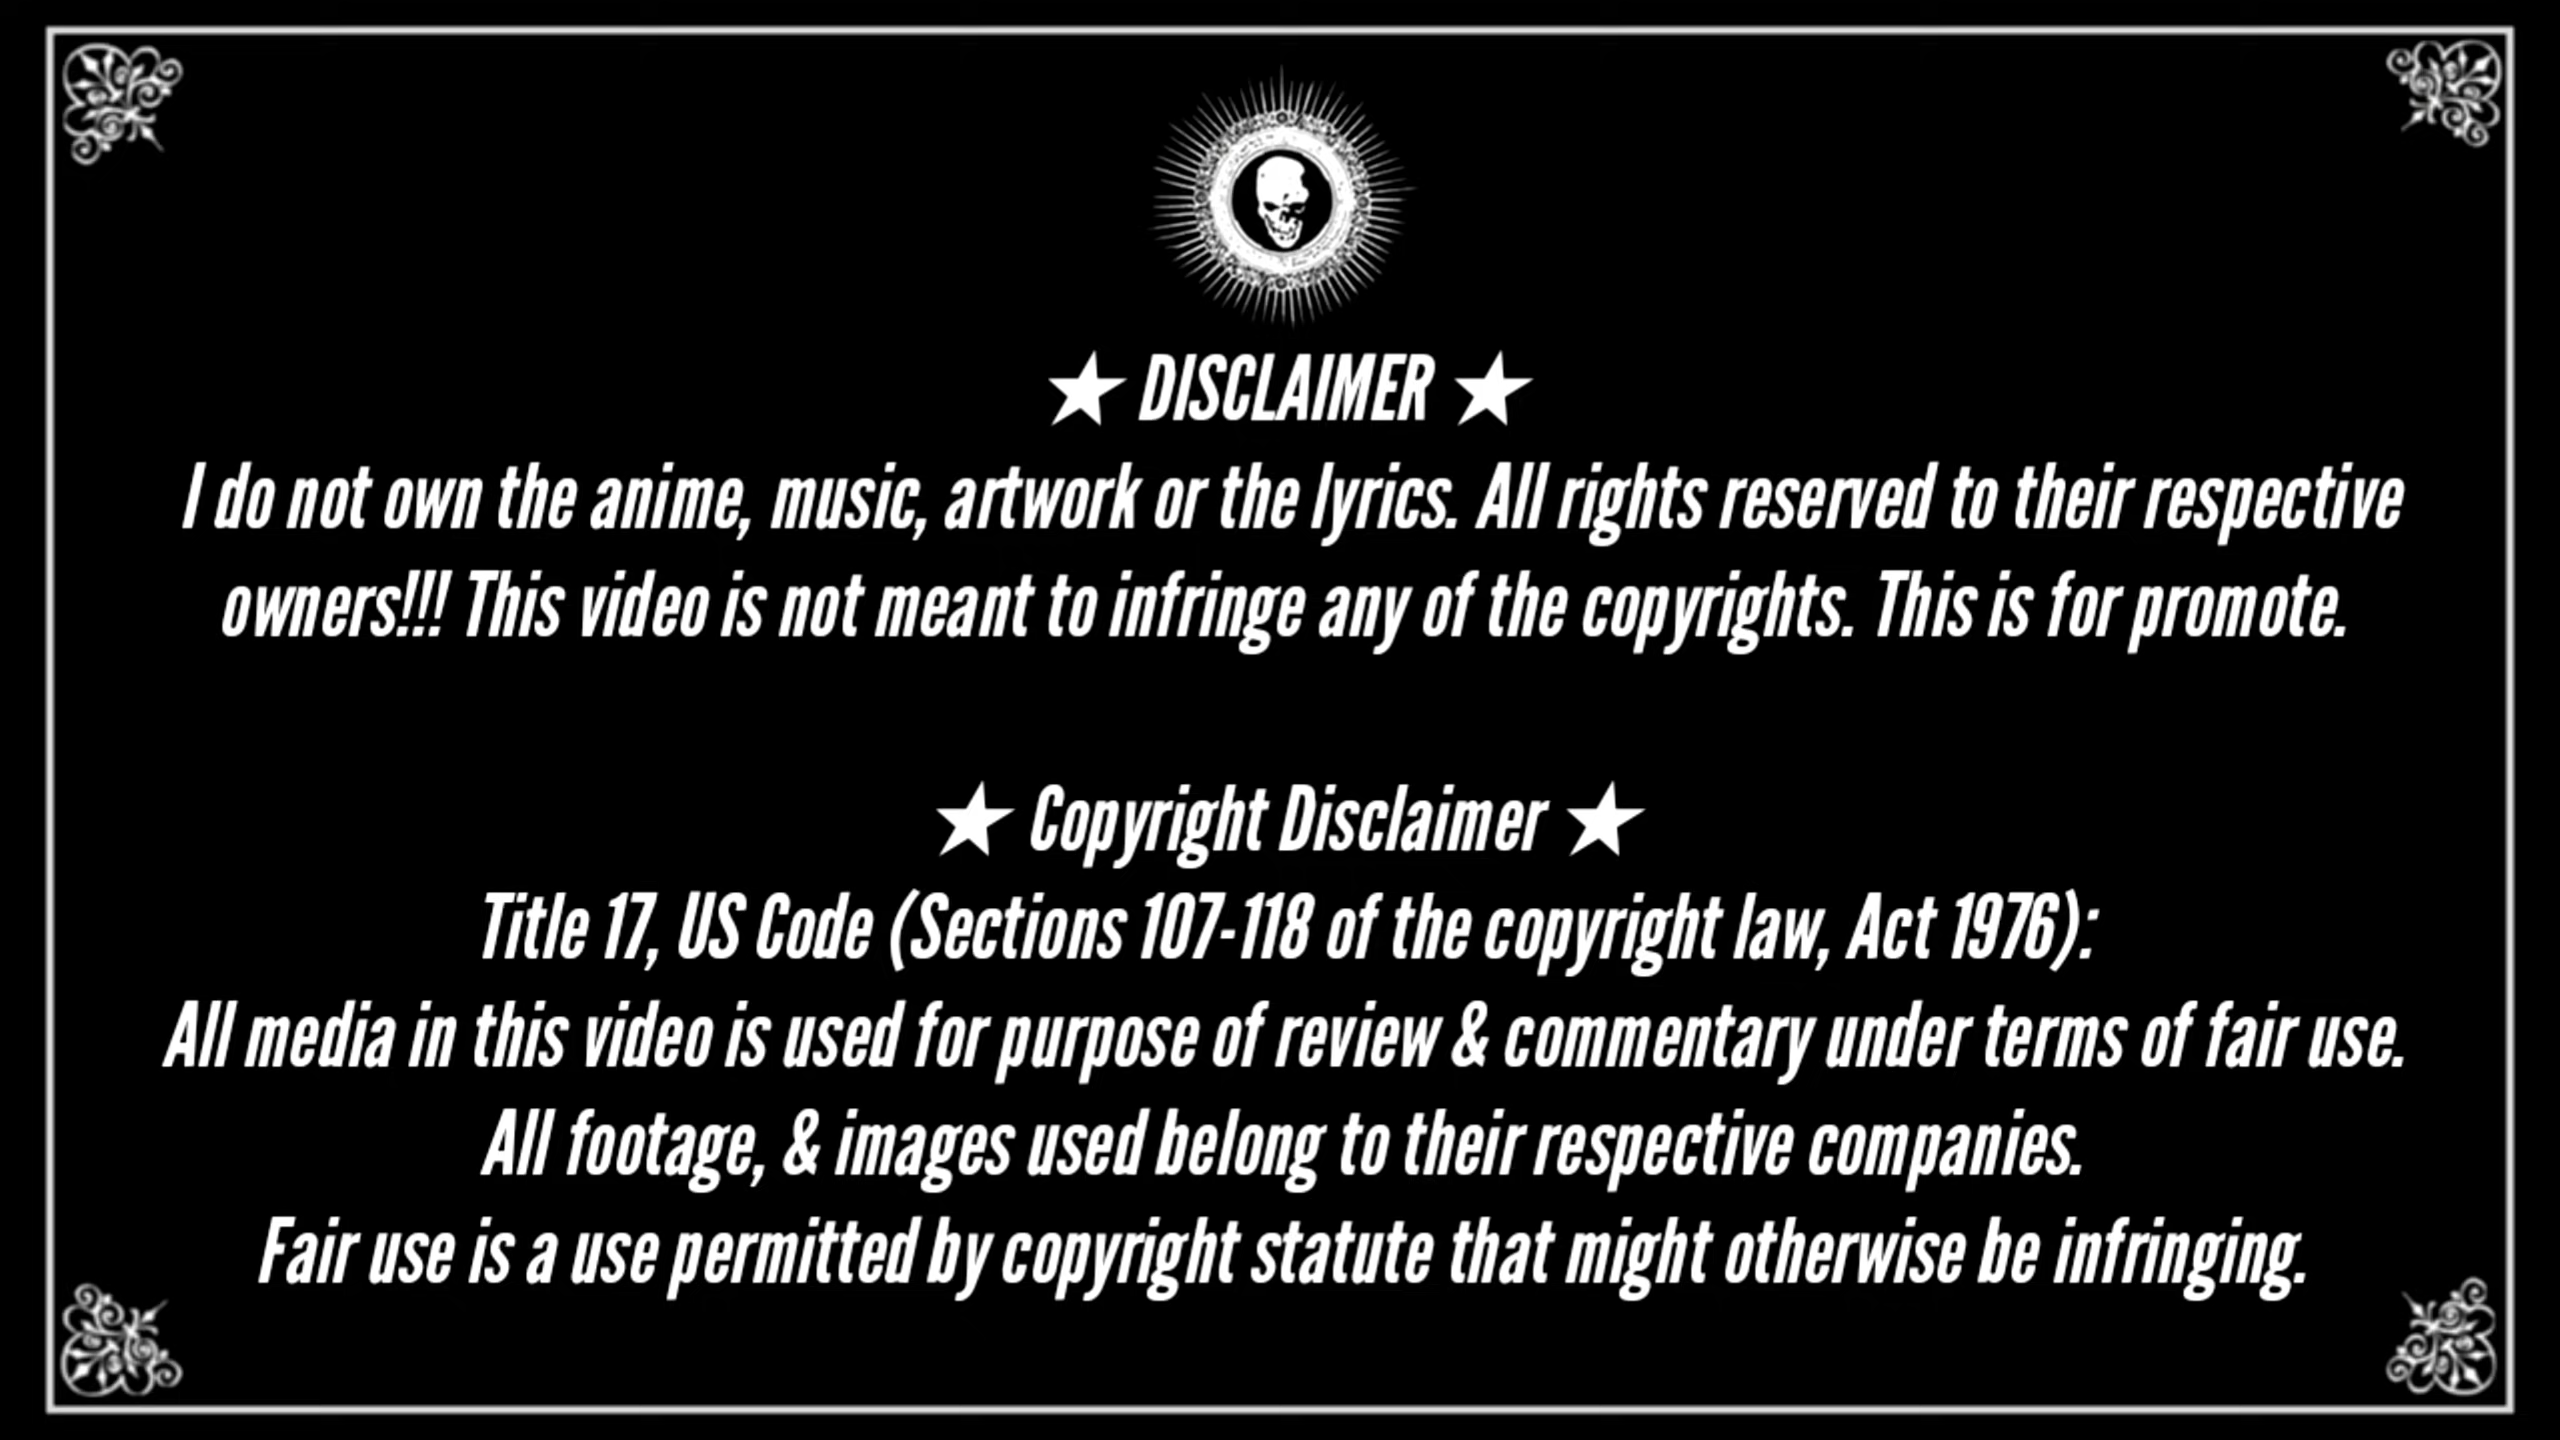 ★ DISCLAIMER ★
I do not own the anime, music, artwork or the lyrics. All rights reserved to their respective
owners!!! This video is not meant to infringe any of the copyrights. This is for promote.
★ Copyright Disclaimer ★
Title 17, US Code (Sections 107-118 of the copyright law, Act 1976):
All media in this video is used for purpose of review & commentary under terms of fair use.
All footage, & images used belong to their respective companies.
Fair use is a use permitted by copyright statute that might otherwise be infringing.